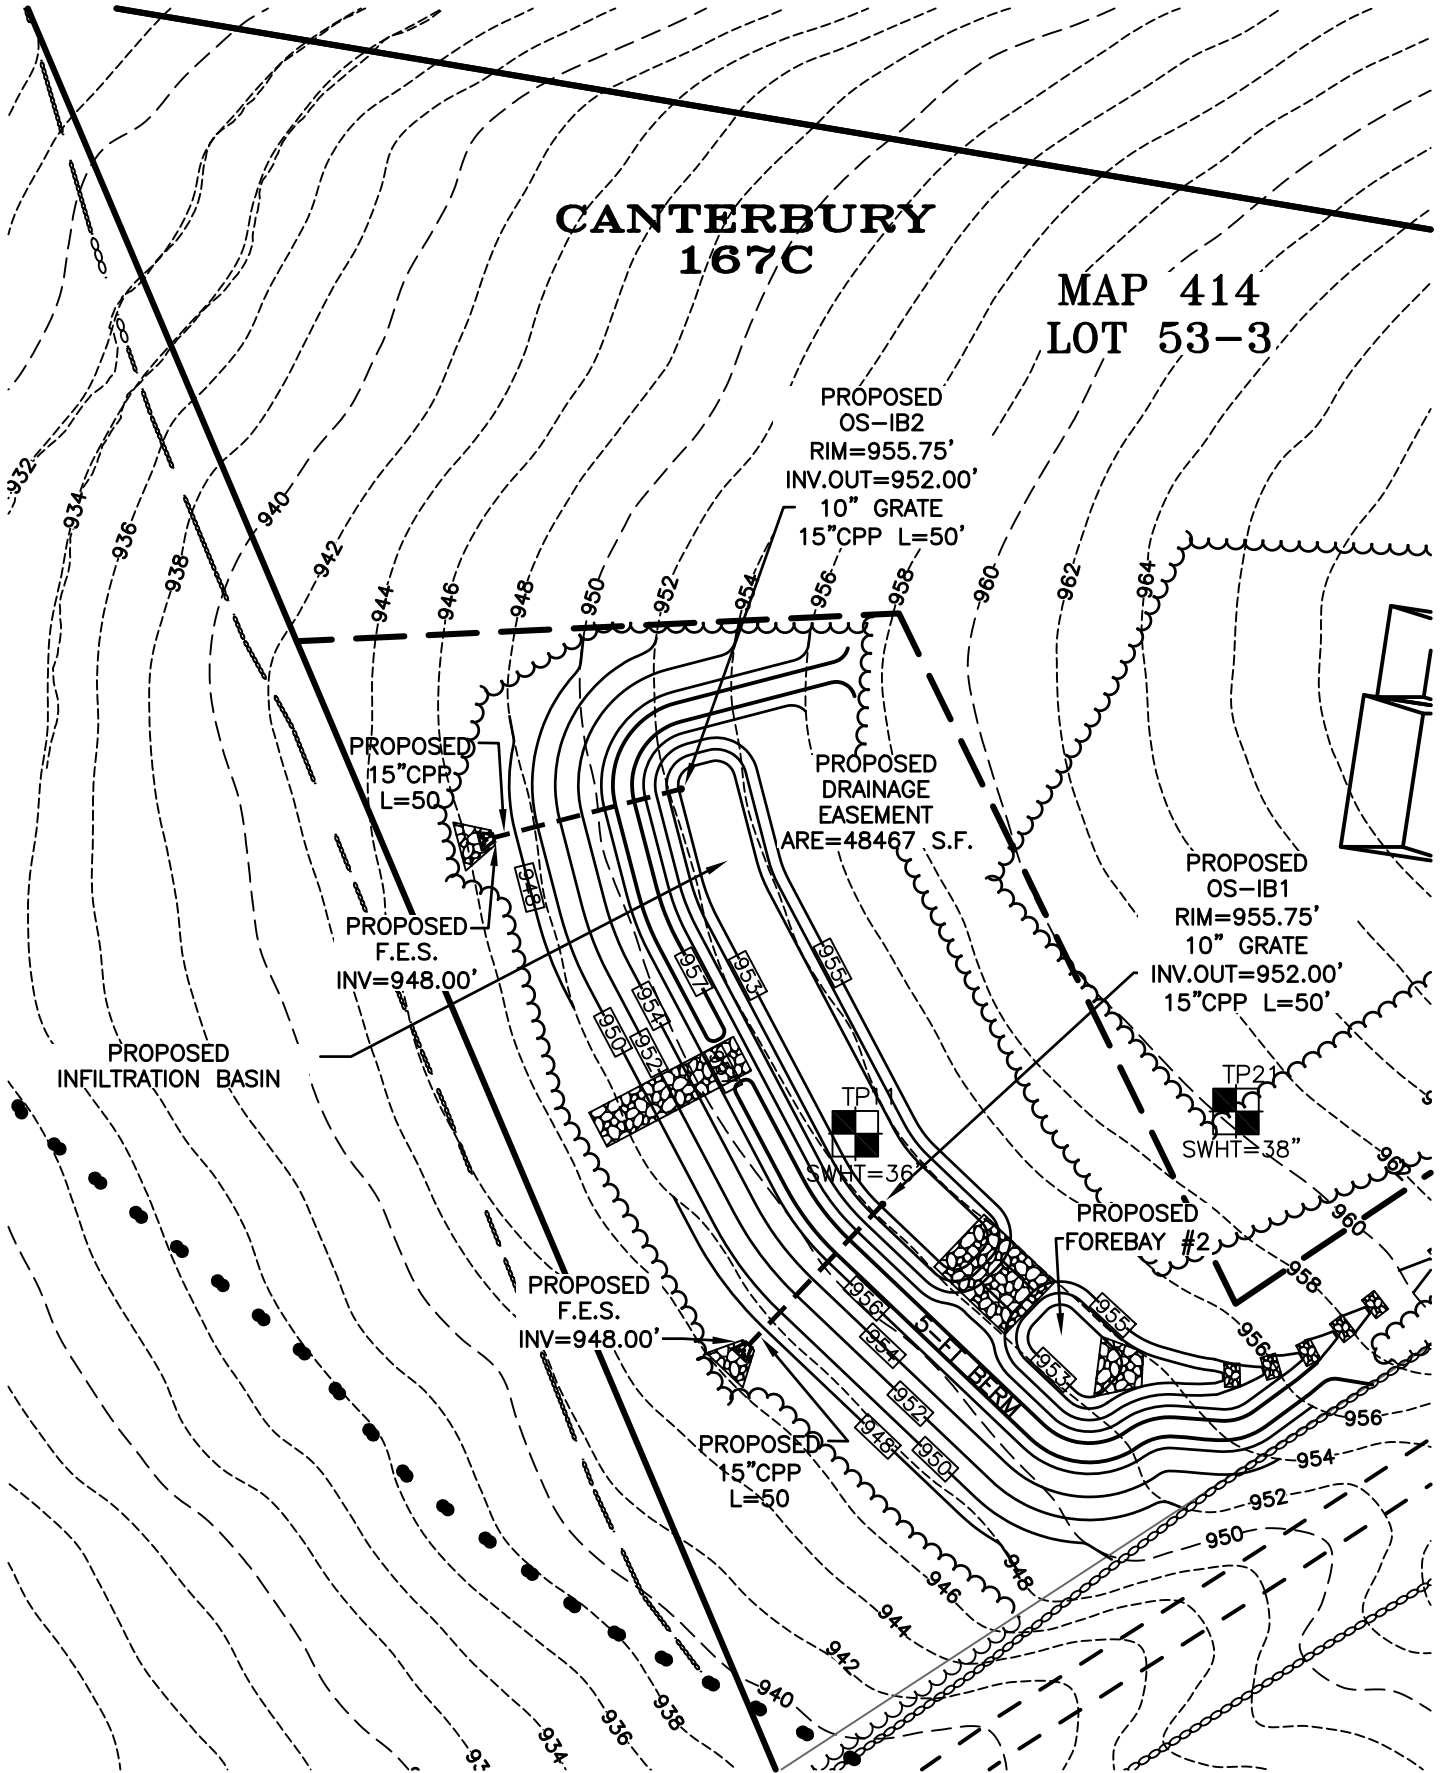 CANTERBURY
167C
MAP 414
LOT 53-3
PROPOSED
OS-IB2
RIM=955.75'
INV.OUT=952.00'
10" GRATE
15"CPP L=50'
932
934
936
938
940
942
944
946
948
950
952
954
956
958
960
962
964
PROPOSED
15"CPP
L=50
PROPOSED
DRAINAGE
EASEMENT
ARE=48467 S.F.
PROPOSED
OS-IB1
RIM=955.75'
10" GRATE
INV.OUT=952.00'
15"CPP L=50'
948
PROPOSED
F.E.S.
INV=948.00'
957
953
955
954
950
952
PROPOSED
INFILTRATION BASIN
TP11
SWHT=36"
TP21
SWHT=38"
962
960
958
956
PROPOSED
FOREBAY #2
955
953
PROPOSED
F.E.S.
INV=948.00'
956
954
5-FT BERM
952
948
950
PROPOSED
15"CPP
L=50
956
954
952
950
948
946
944
942
940
938
936
934